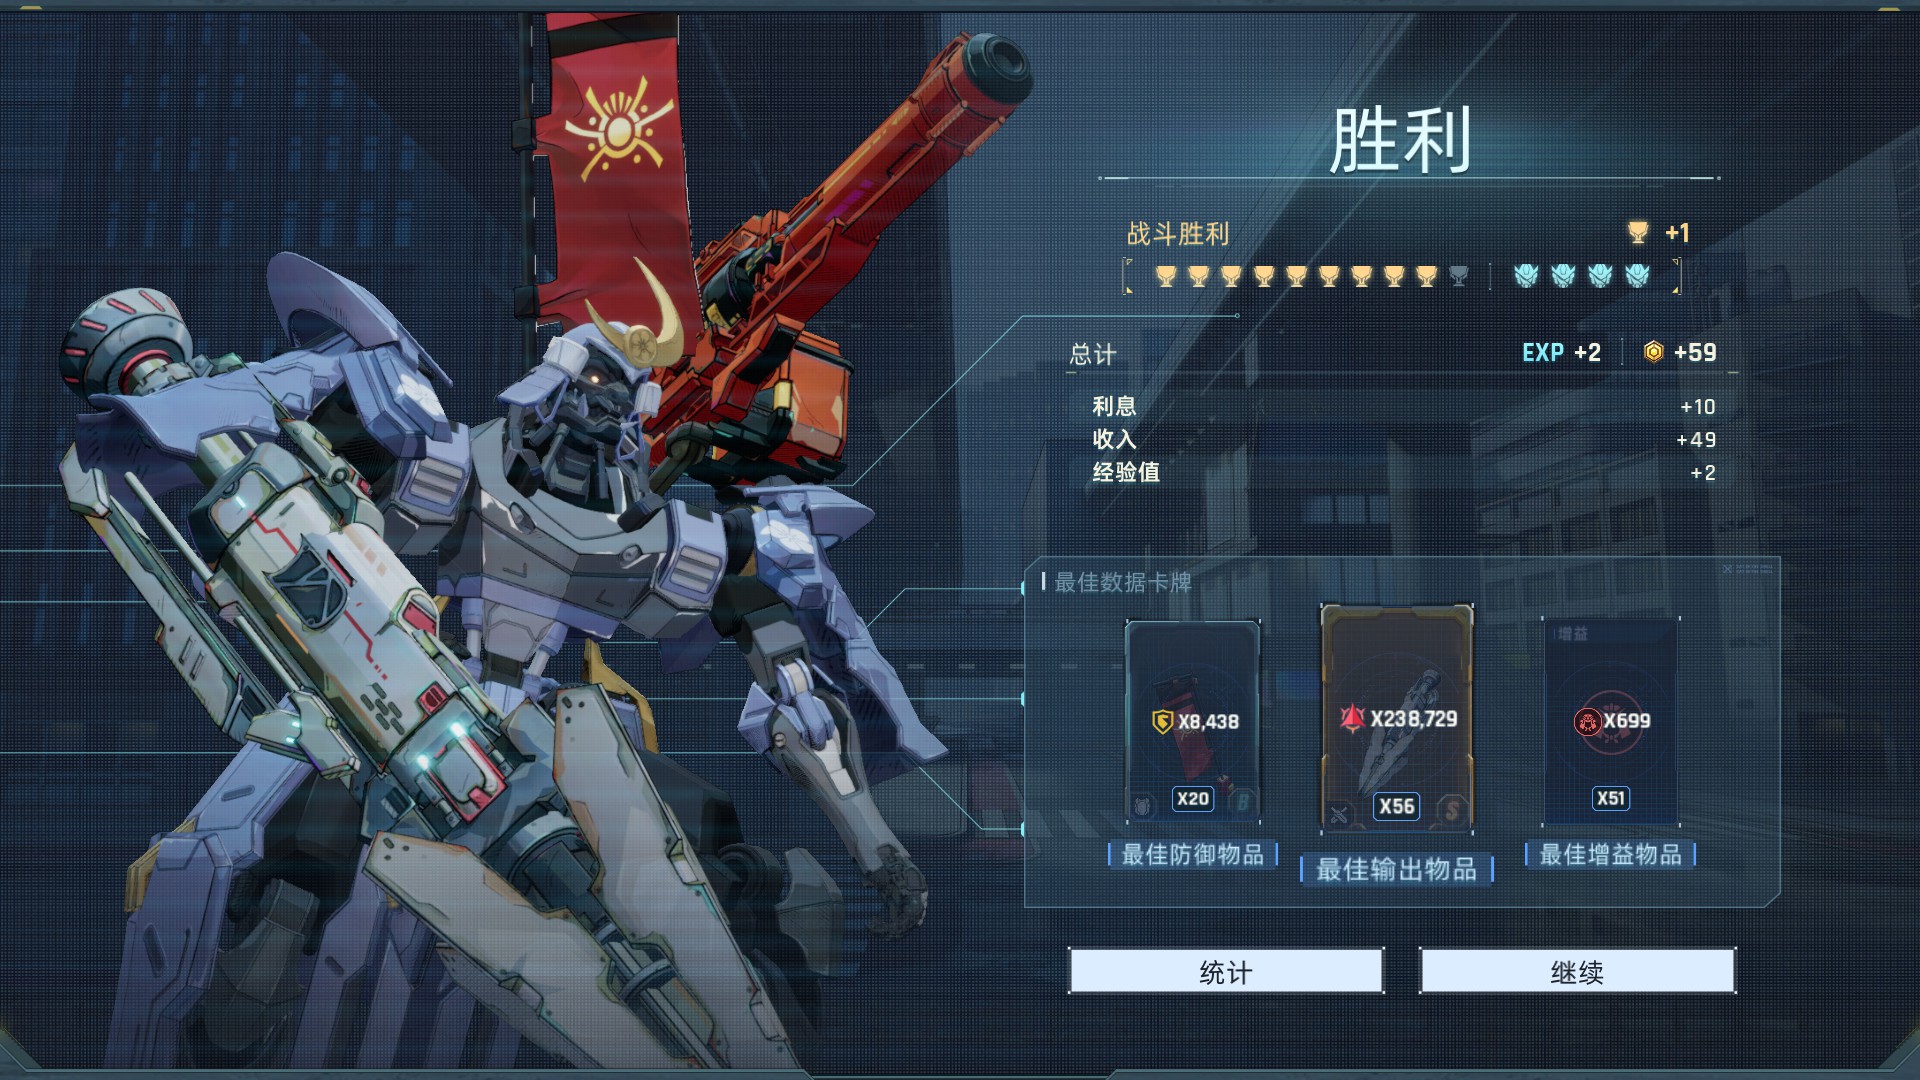 胜利
战斗胜利 +1
总计 EXP +2 +59
利息 +10
收入 +49
经验值 +2
最佳数据卡牌
增益
X8,438
X238,729
X699
X20
B
X56
S
X51
最佳防御物品
最佳输出物品
最佳增益物品
统计
继续